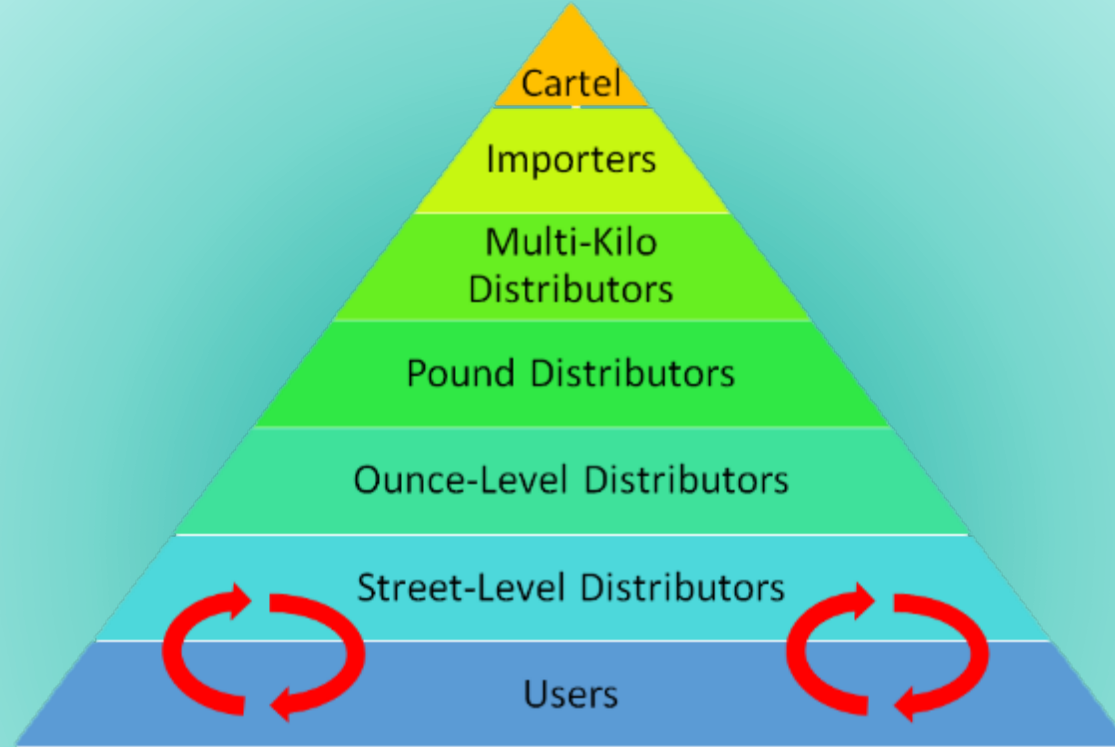 Cartel
Importers
Multi-Kilo
Distributors
Pound Distributors
Ounce-Level Distributors
Street-Level Distributors
Users